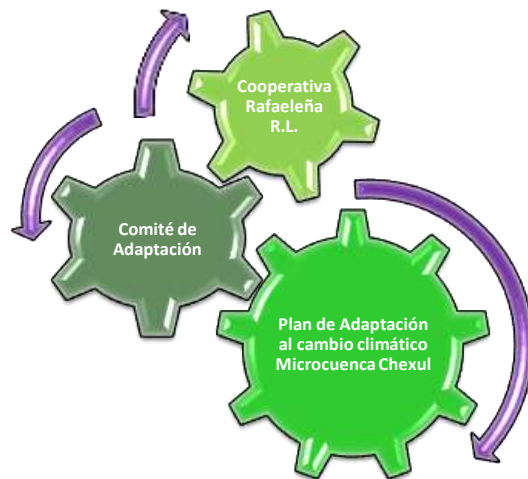 Cooperativa
Rafaeleña
R.L.
Comité de
Adaptación
Plan de Adaptación
al cambio climático
Microcuenca Chexul